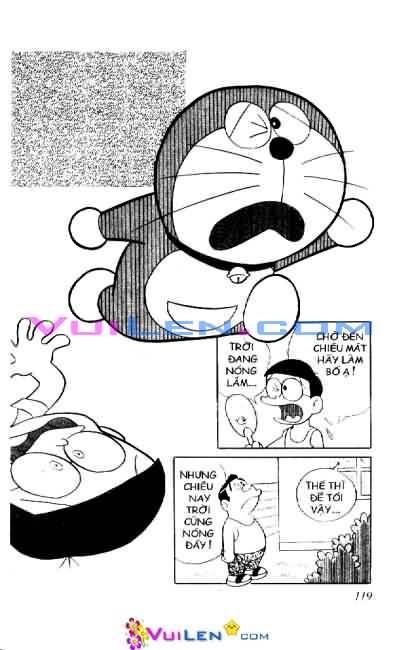 VuiLen.com
CHỜ ĐẾN
CHIỀU MÁT
HÃY LÀM
BỐ Ạ!
TRỜI
ĐANG
NÓNG
LẮM...
THẾ THÌ
ĐỂ TỐI
VẬY...
NHƯNG
CHIỀU
NAY
TRỜI
CŨNG
NÓNG
ĐẤY!
119
VuiLen.com